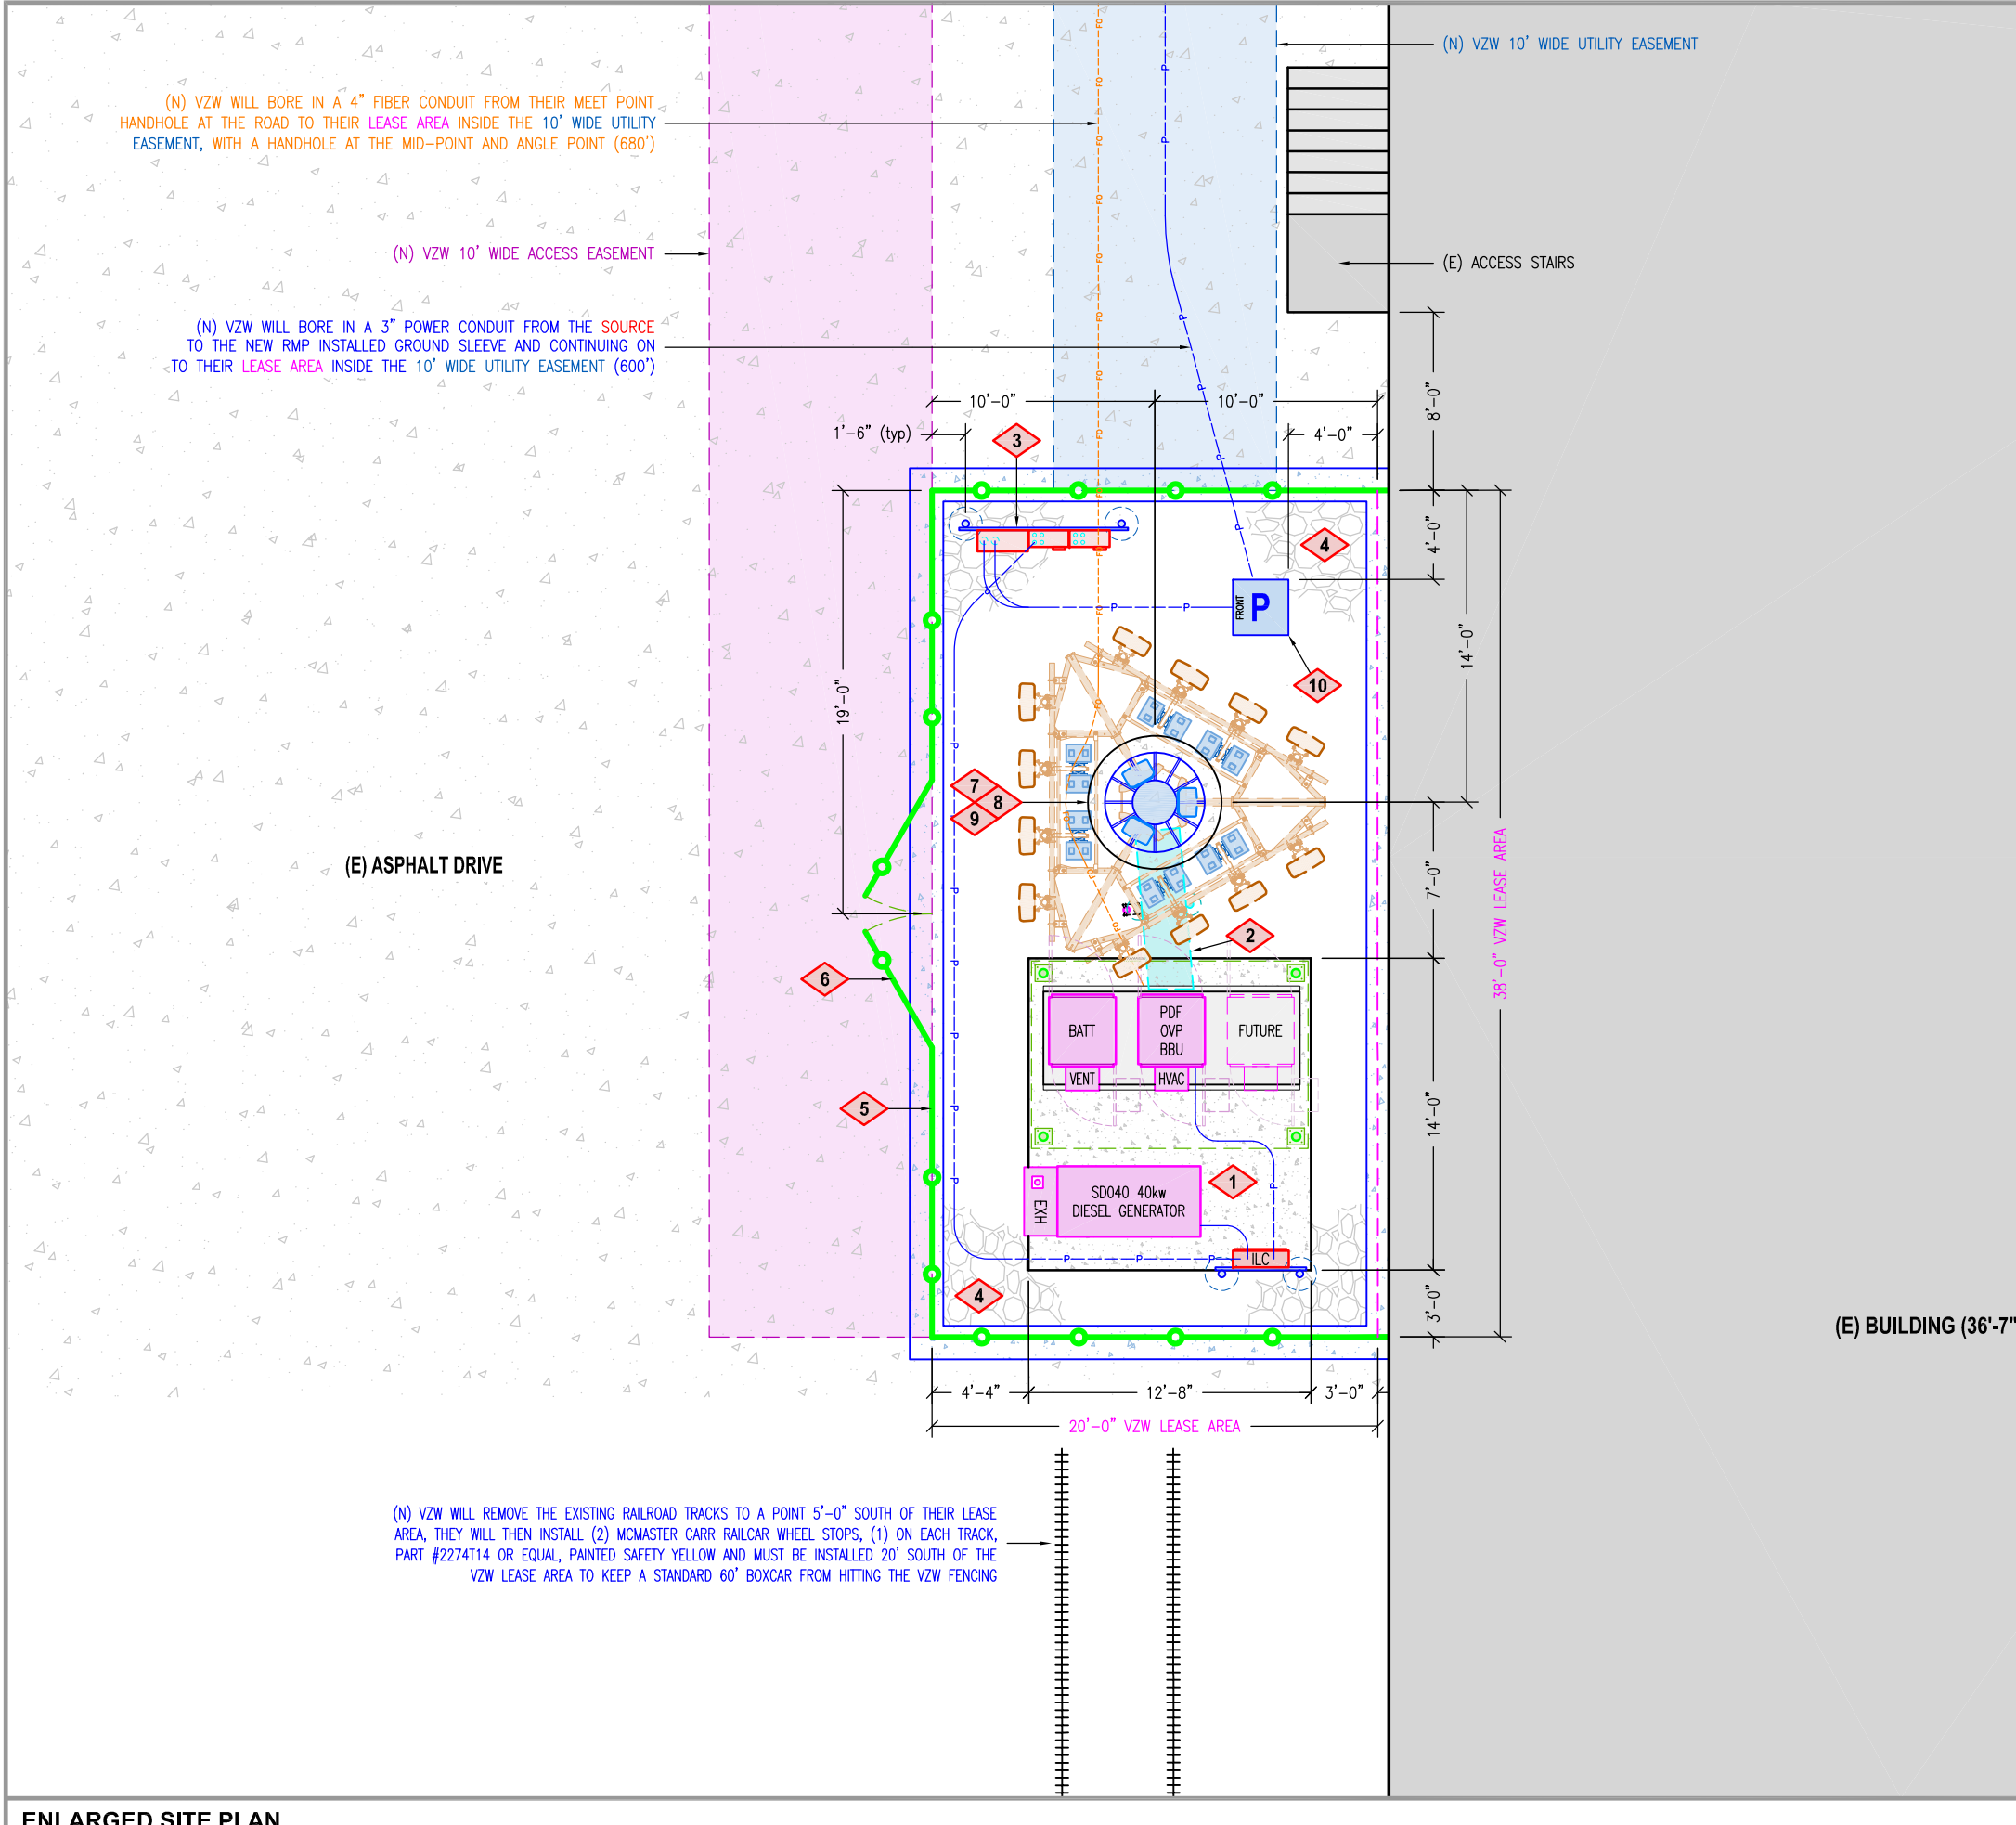 (N) VZW 10' WIDE UTILITY EASEMENT
(N) VZW WILL BORE IN A 4" FIBER CONDUIT FROM THEIR MEET POINT
HANDHOLE AT THE ROAD TO THEIR LEASE AREA INSIDE THE 10' WIDE UTILITY
EASEMENT, WITH A HANDHOLE AT THE MID-POINT AND ANGLE POINT (680')
(N) VZW 10' WIDE ACCESS EASEMENT
(E) ACCESS STAIRS
(N) VZW WILL BORE IN A 3" POWER CONDUIT FROM THE SOURCE
TO THE NEW RMP INSTALLED GROUND SLEEVE AND CONTINUING ON
TO THEIR LEASE AREA INSIDE THE 10' WIDE UTILITY EASEMENT (600')
10'-0"
10'-0"
8'-0"
1'-6" (typ)
3
4'-0"
4'-0"
4
FRONT
P
14'-0"
10
19'-0"
7
8
9
7'-0"
38'-0" VZW LEASE AREA
(E) ASPHALT DRIVE
2
6
BATT
PDF
OVP
BBU
FUTURE
VENT
HVAC
5
14'-0"
1
EXH
SD040 40kw
DIESEL GENERATOR
ILC
4
3'-0"
(E) BUILDING (36'-7"
4'-4"
12'-8"
3'-0"
20'-0" VZW LEASE AREA
(N) VZW WILL REMOVE THE EXISTING RAILROAD TRACKS TO A POINT 5'-0" SOUTH OF THEIR LEASE
AREA, THEY WILL THEN INSTALL (2) MCMASTER CARR RAILCAR WHEEL STOPS, (1) ON EACH TRACK,
PART #2274T14 OR EQUAL, PAINTED SAFETY YELLOW AND MUST BE INSTALLED 20' SOUTH OF THE
VZW LEASE AREA TO KEEP A STANDARD 60' BOXCAR FROM HITTING THE VZW FENCING
ENLARGED SITE PLAN